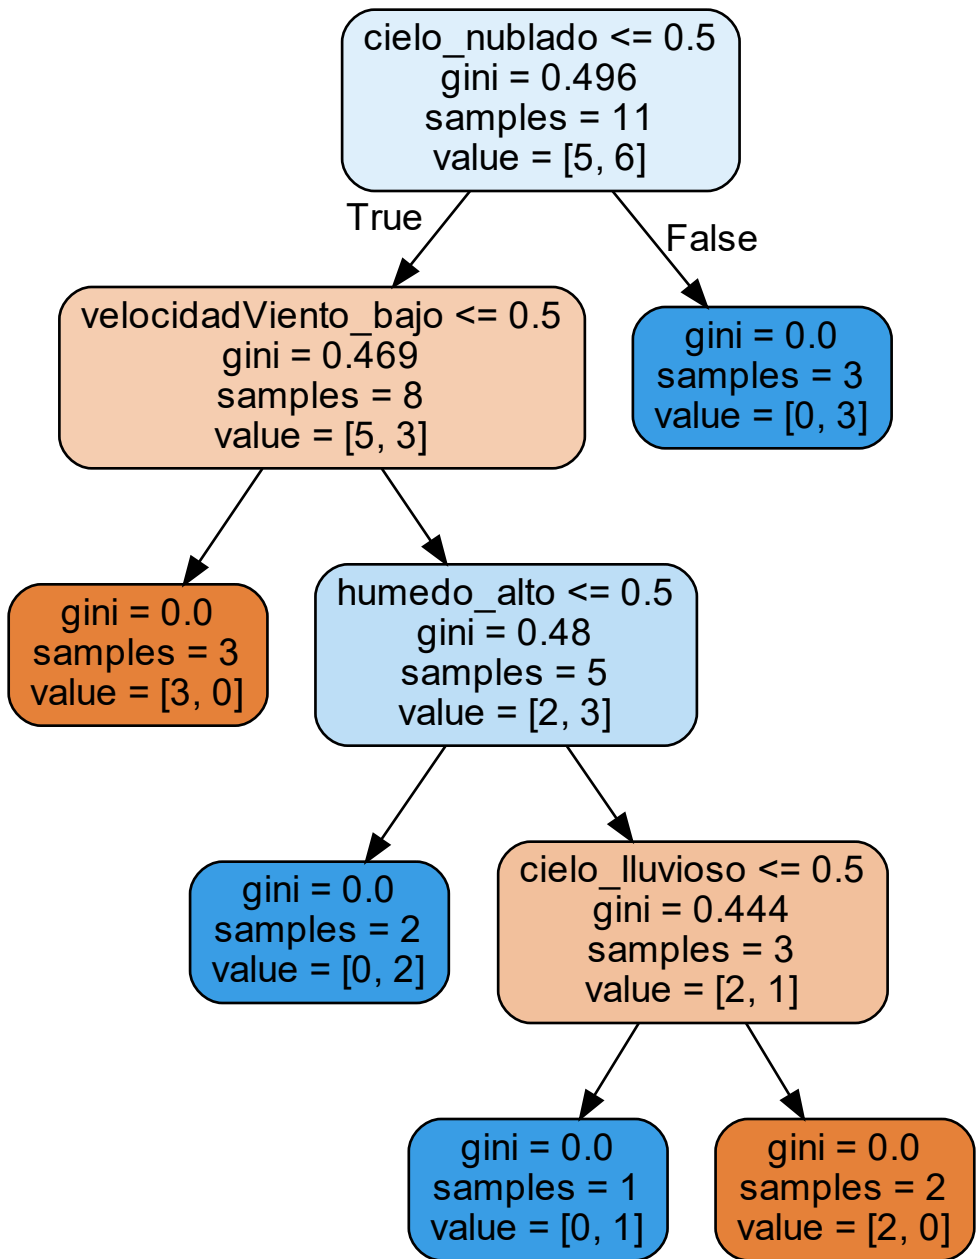 cielo_nublado <= 0.5
gini = 0.496
samples = 11
value = [5, 6]
True
False
velocidadViento_bajo <= 0.5
gini = 0.469
samples = 8
value = [5, 3]
gini = 0.0
samples = 3
value = [0, 3]
gini = 0.0
samples = 3
value = [3, 0]
humedo_alto <= 0.5
gini = 0.48
samples = 5
value = [2, 3]
gini = 0.0
samples = 2
value = [0, 2]
cielo_lluvioso <= 0.5
gini = 0.444
samples = 3
value = [2, 1]
gini = 0.0
samples = 1
value = [0, 1]
gini = 0.0
samples = 2
value = [2, 0]